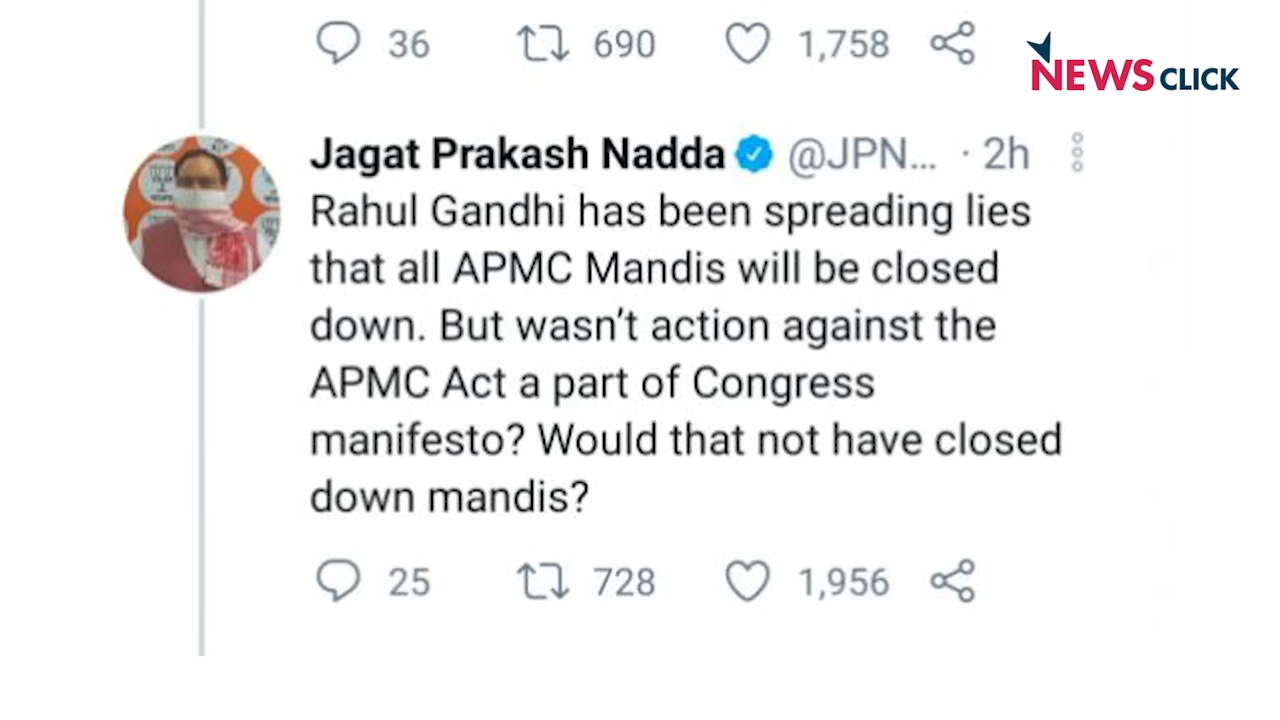 36 690 1,758
NEWS CLICK
Jagat Prakash Nadda @JPN... · 2h
Rahul Gandhi has been spreading lies
that all APMC Mandis will be closed
down. But wasn't action against the
APMC Act a part of Congress
manifesto? Would that not have closed
down mandis?
25 728 1,956